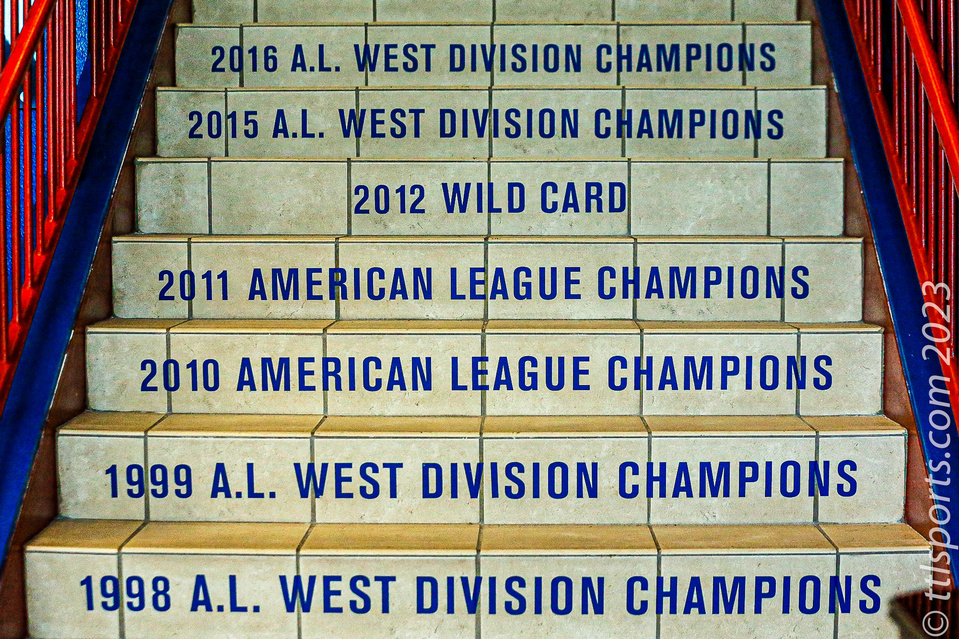 2016 A.L. WEST DIVISION CHAMPIONS
2015 A.L. WEST DIVISION CHAMPIONS
2012 WILD CARD
2011 AMERICAN LEAGUE CHAMPIONS
2010 AMERICAN LEAGUE CHAMPIONS
1999 A.L. WEST DIVISION CHAMPIONS
1998 A.L. WEST DIVISION CHAMPIONS
© ttlsports.com 2023